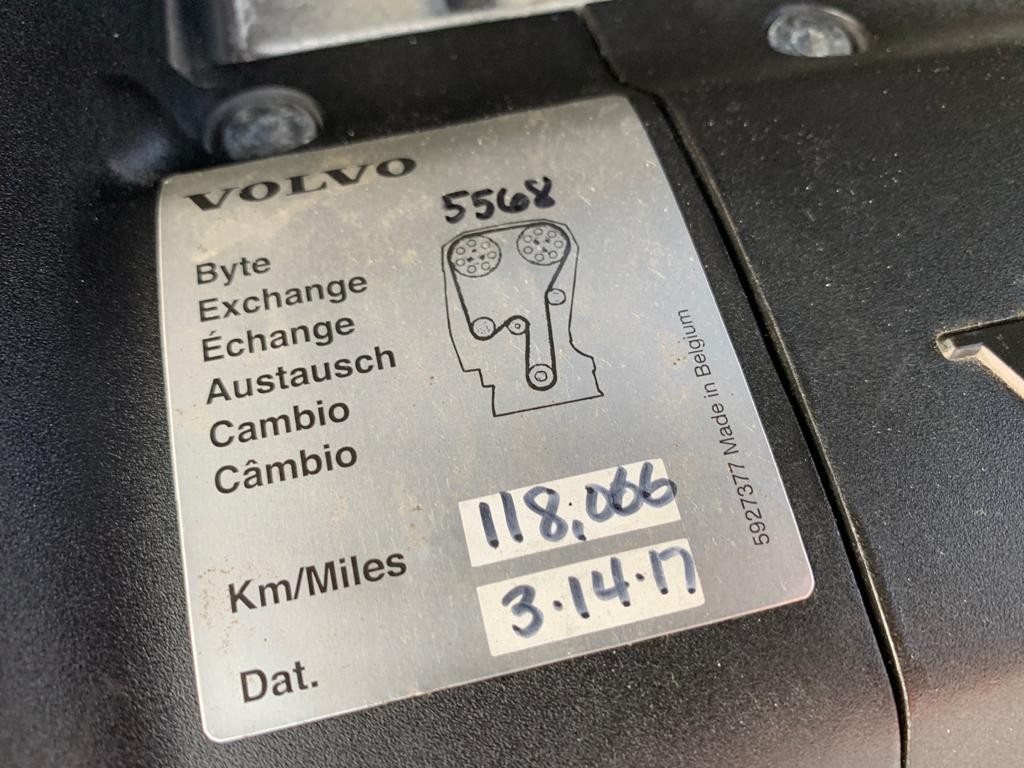 VOLVO
5568
Byte
Exchange
Échange
Austausch
Cambio
Câmbio
Km/Miles 118,066
Dat. 3·14·17
5927377 Made in Belgium